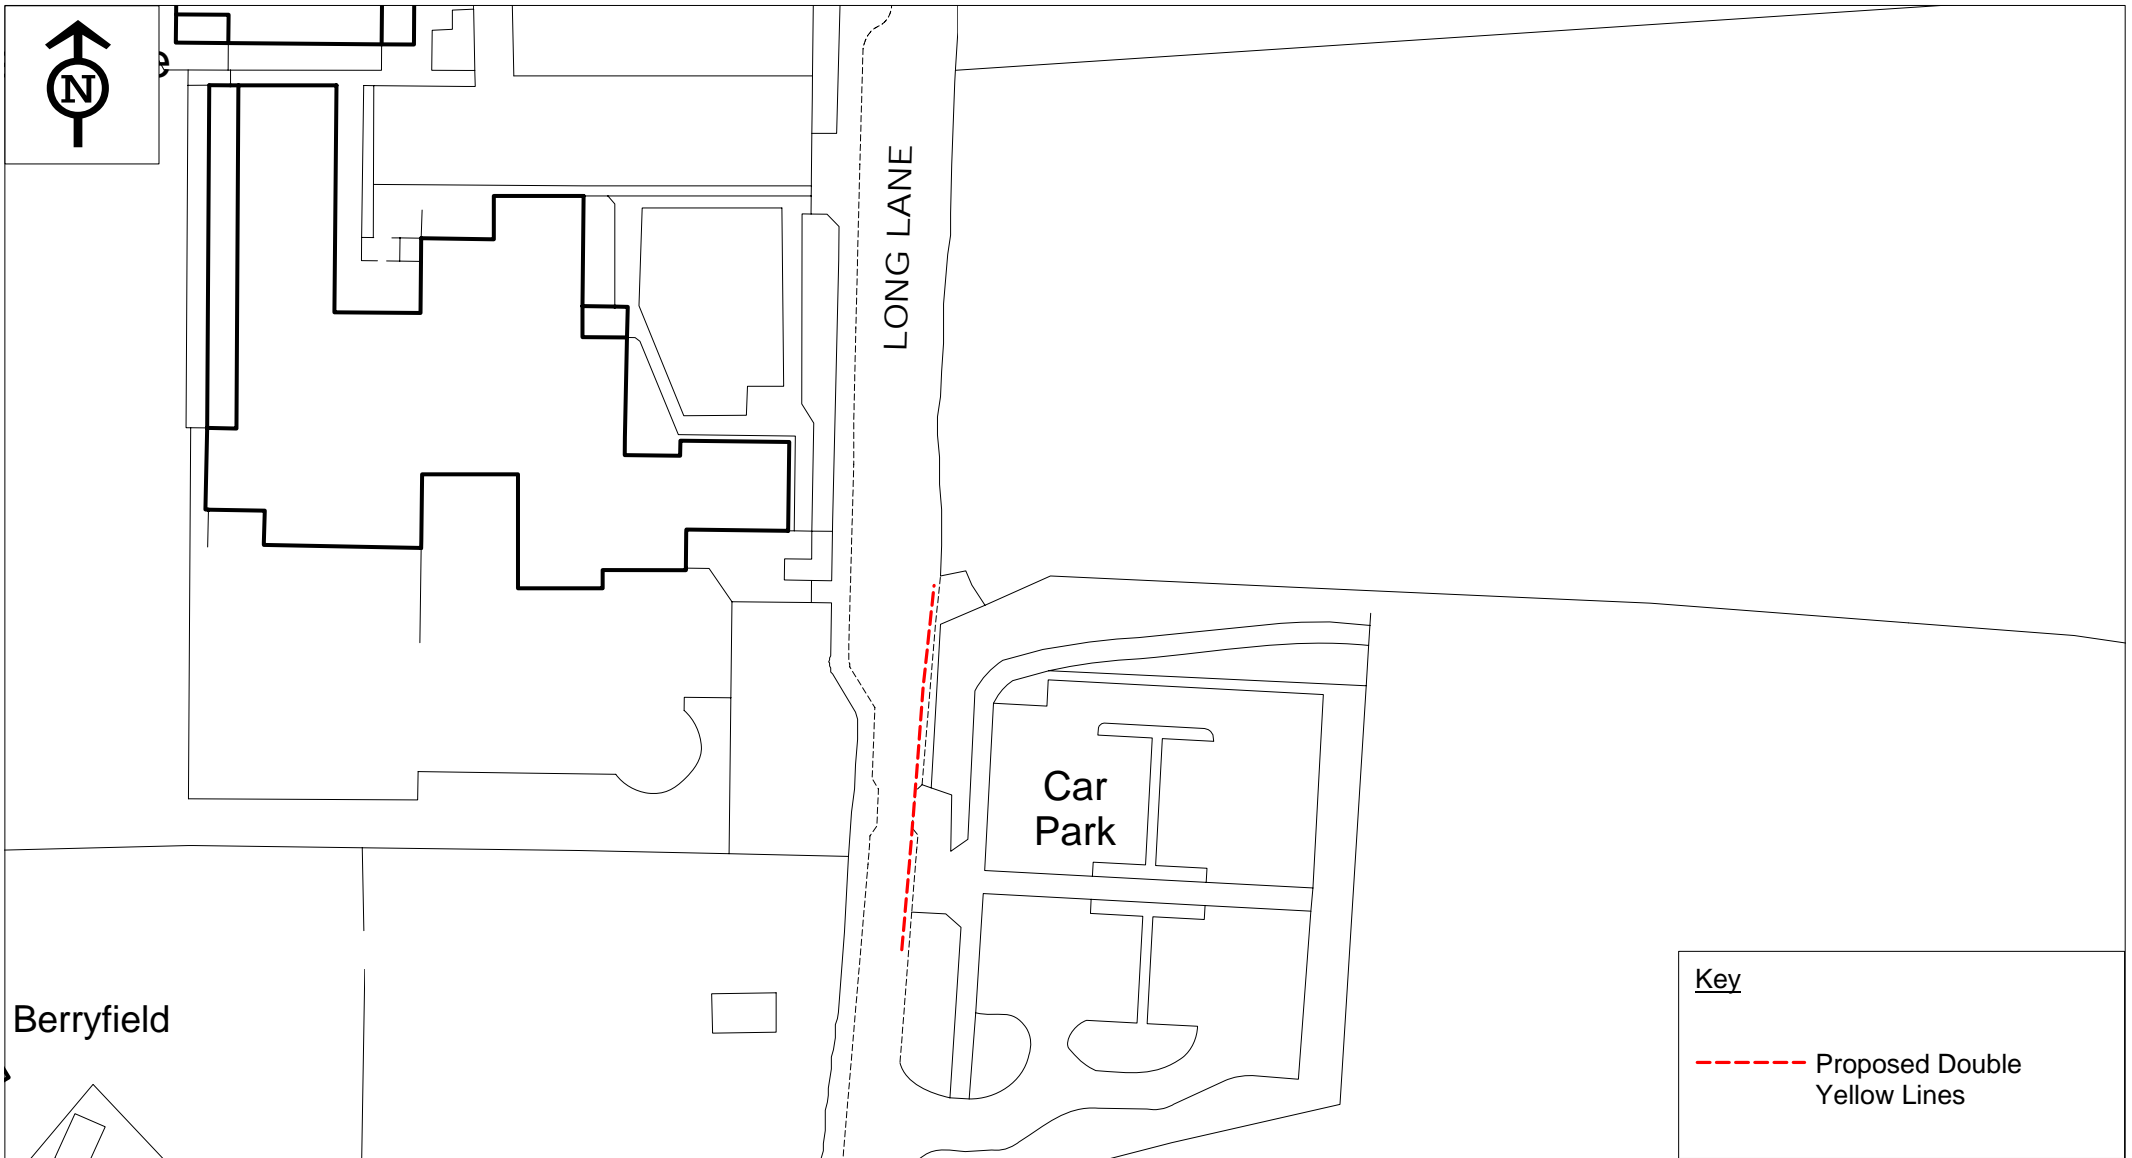 N
LONG LANE
Car
Park
Berryfield
Key
Proposed Double
Yellow Lines